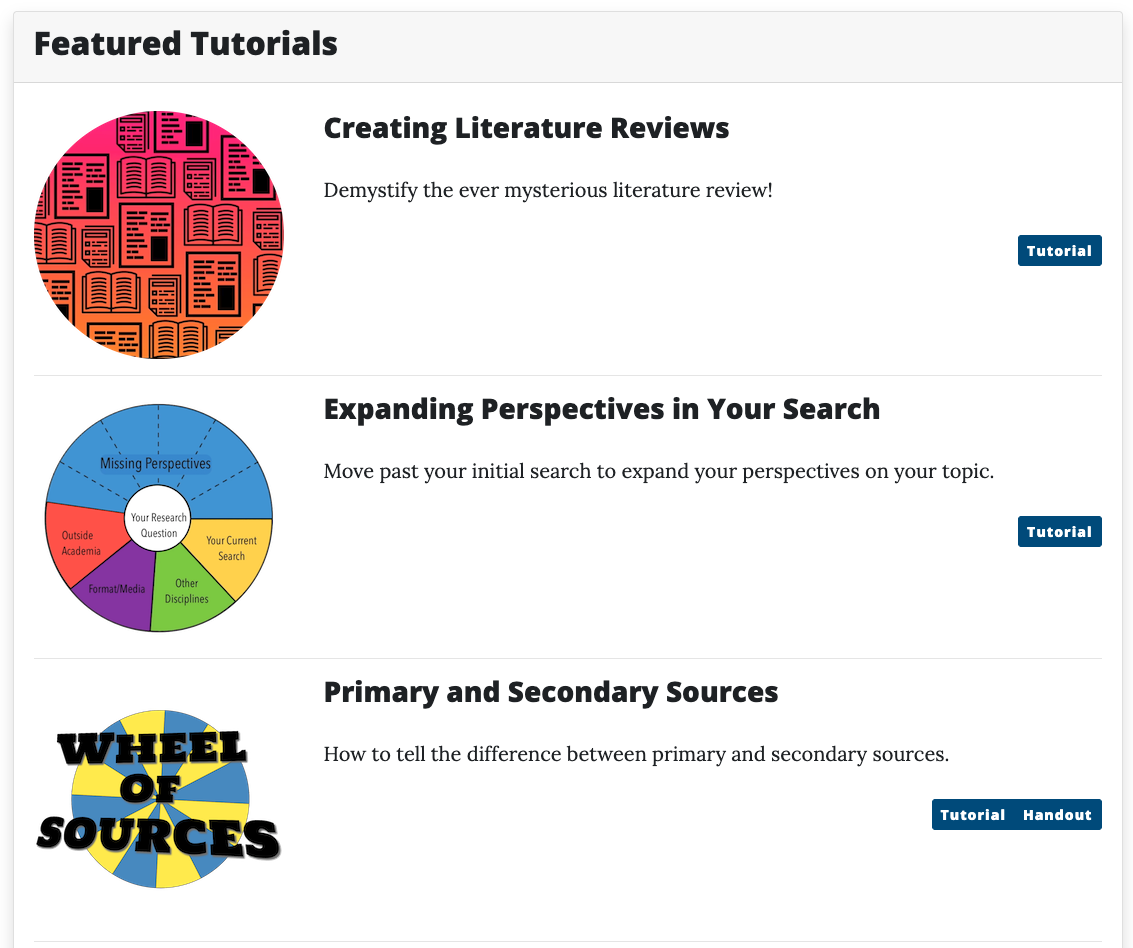 Featured Tutorials
Creating Literature Reviews
Demystify the ever mysterious literature review!
Tutorial
Expanding Perspectives in Your Search
Missing Perspectives
Move past your initial search to expand your perspectives on your topic.
Your Research
Question
Outside
Academia
Your Current
Search
Format/Media
Other
Disciplines
Tutorial
Primary and Secondary Sources
WHEEL
OF
SOURCES
How to tell the difference between primary and secondary sources.
Tutorial Handout